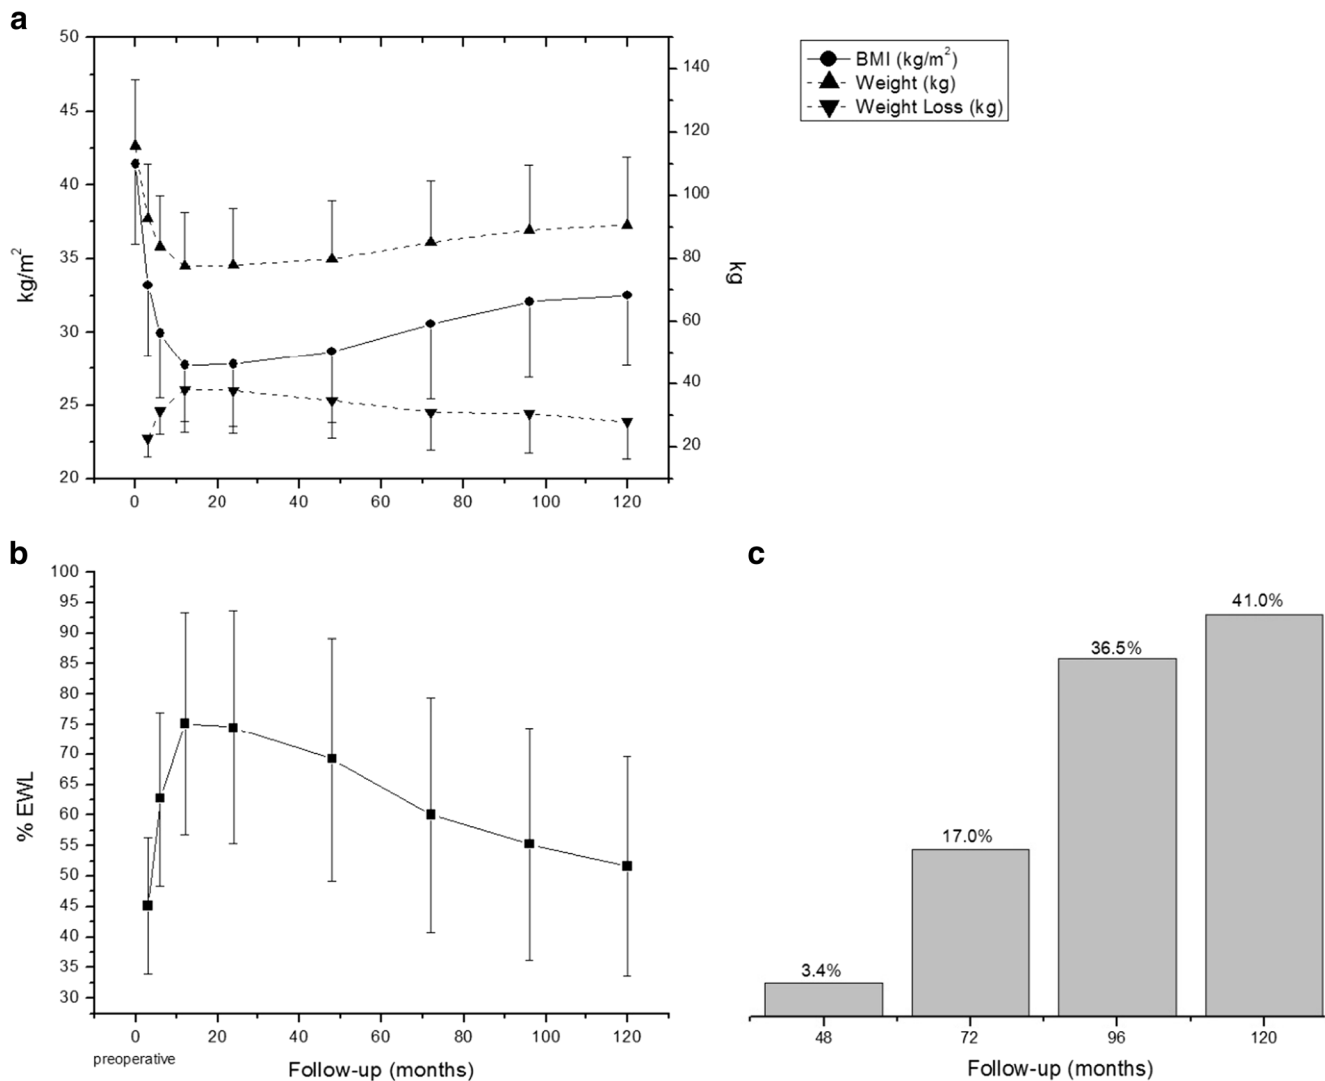 a
50
45
40
35
30
25
20
kg/m²
140
120
100
80
60
40
20
kg
0 20 40 60 80 100 120
BMI (kg/m²)
Weight (kg)
Weight Loss (kg)
b
100
95
90
85
80
75
70
65
60
55
50
45
40
35
30
% EWL
0 20 40 60 80 100 120
preoperative
Follow-up (months)
c
3.4%
17.0%
36.5%
41.0%
48 72 96 120
Follow-up (months)